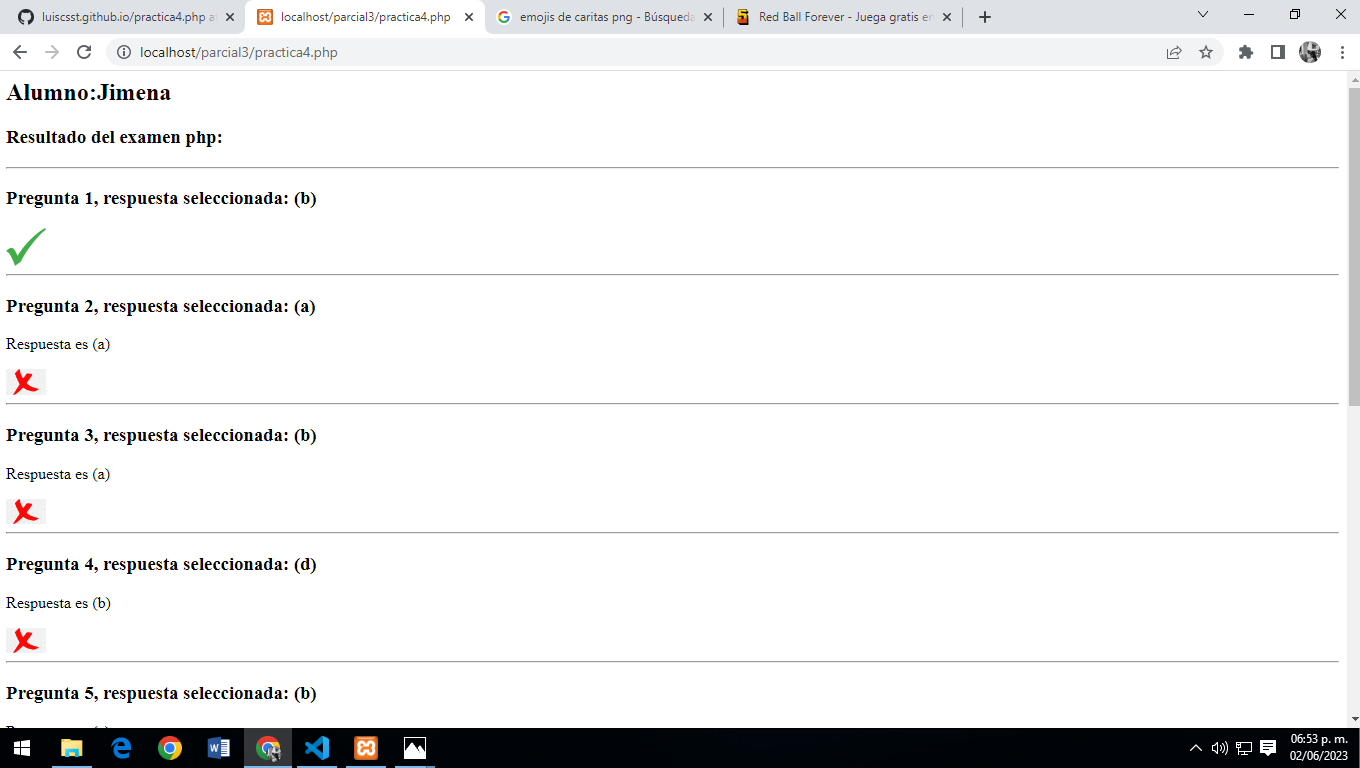 luiscsst.github.io/practica4.php at
localhost/parcial3/practica4.php
emojis de caritas png - Búsqueda
Red Ball Forever - Juega gratis en
localhost/parcial3/practica4.php
Alumno:Jimena
Resultado del examen php:
Pregunta 1, respuesta seleccionada: (b)
Pregunta 2, respuesta seleccionada: (a)
Respuesta es (a)
Pregunta 3, respuesta seleccionada: (b)
Respuesta es (a)
Pregunta 4, respuesta seleccionada: (d)
Respuesta es (b)
Pregunta 5, respuesta seleccionada: (b)
06:53 p. m.
02/06/2023